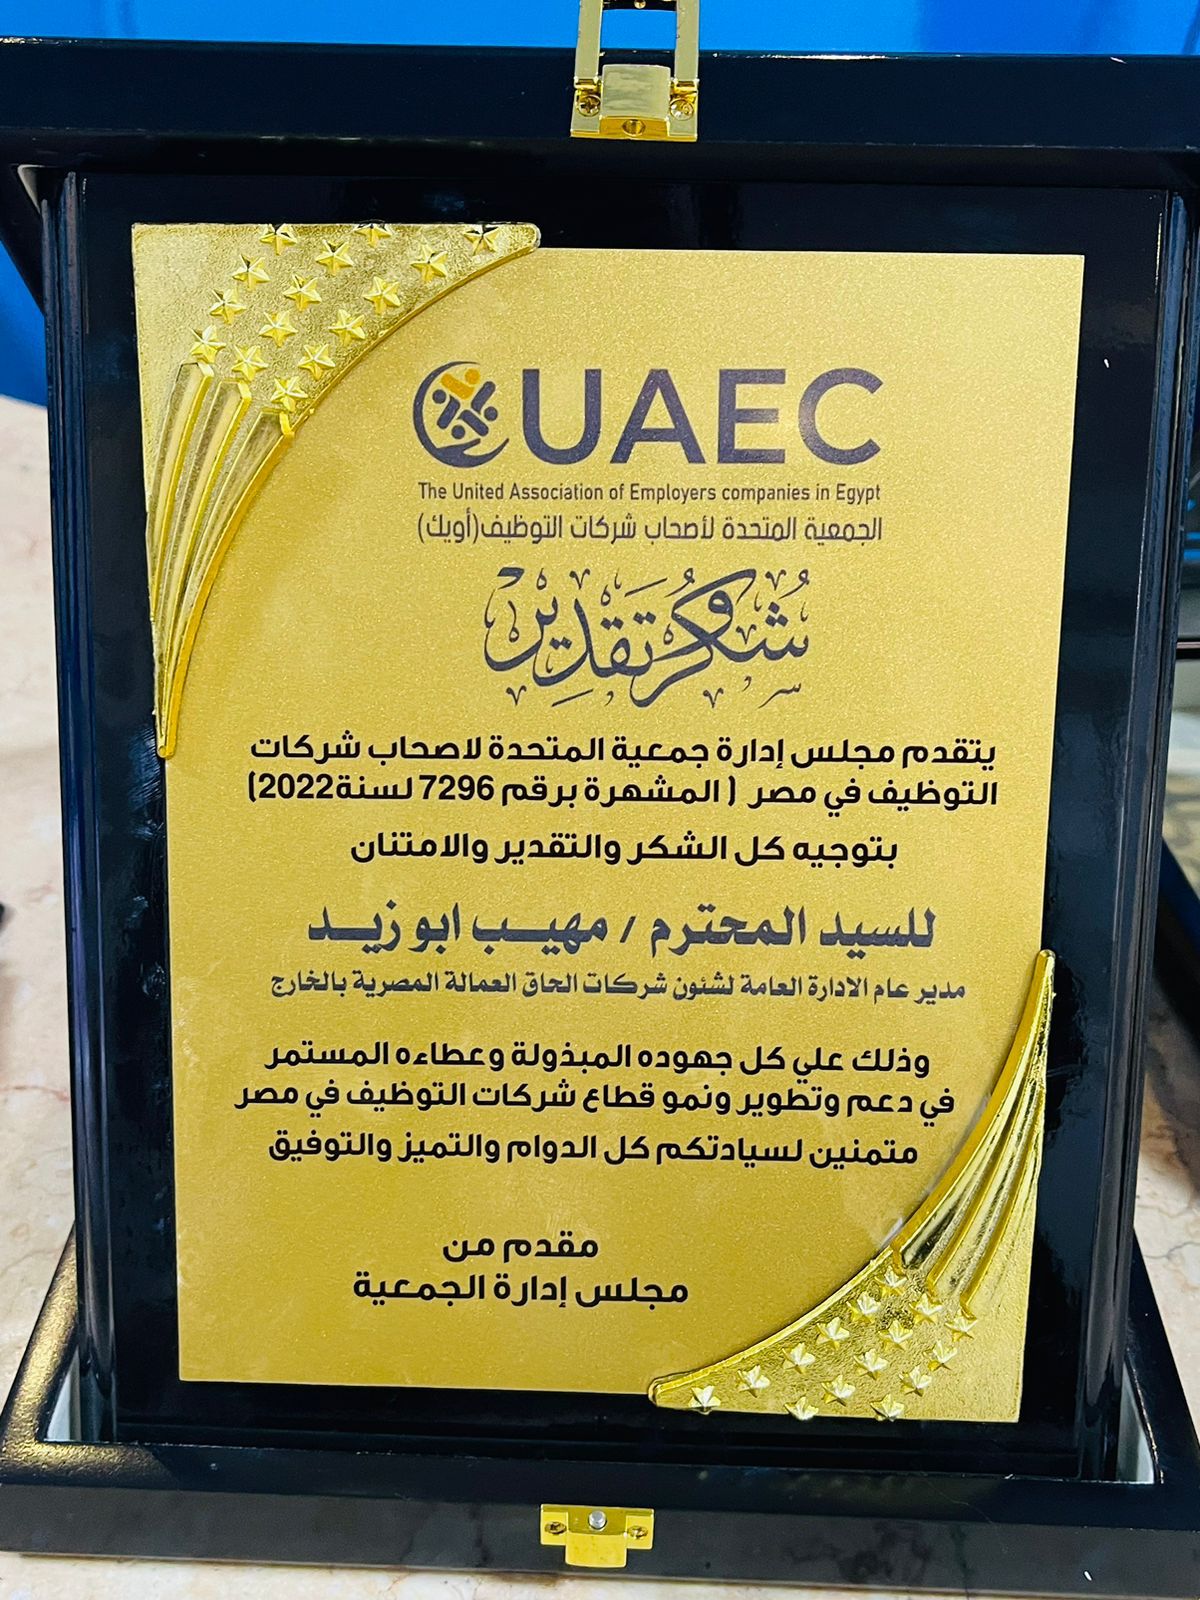 UAEC
The United Association of Employers companies in Egypt
الجمعية المتحدة لأصحاب شركات التوظيف(أويك)
شكر وتقدير
يتقدم مجلس إدارة جمعية المتحدة لاصحاب شركات
التوظيف في مصر ( المشهرة برقم 7296 لسنة2022)
بتوجيه كل الشكر والتقدير والامتنان
للسيد المحترم / مهيب ابو زيد
مدير عام الادارة العامة لشئون شركات الحاق العمالة المصرية بالخارج
وذلك علي كل جهوده المبذولة وعطاءه المستمر
في دعم وتطوير ونمو قطاع شركات التوظيف في مصر
متمنين لسيادتكم كل الدوام والتميز والتوفيق
مقدم من
مجلس إدارة الجمعية